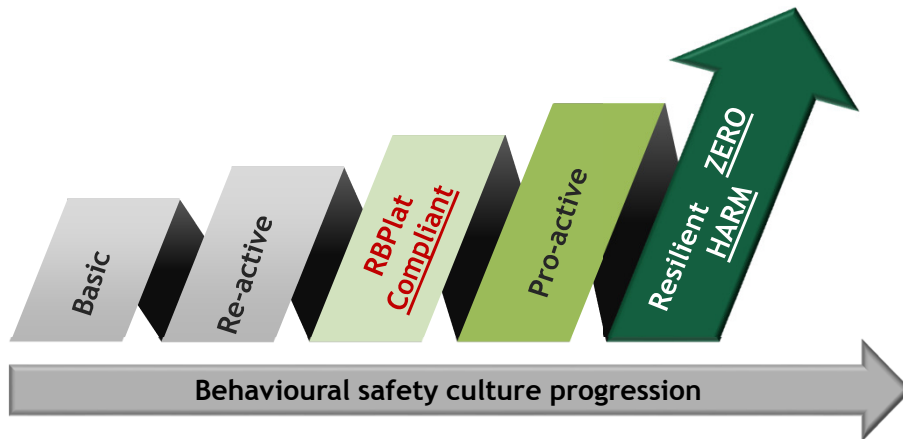 Basic
Re-active
RBPlat
Compliant
Pro-active
Resilient ZERO
HARM
Behavioural safety culture progression